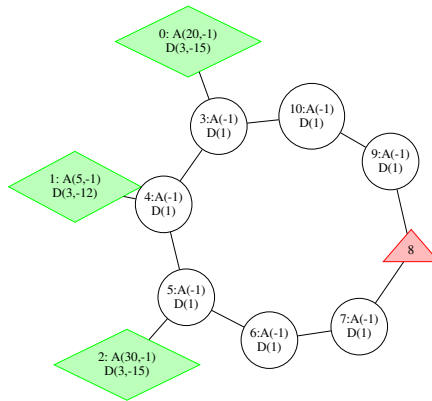 0: A(20,-1)
D(3,-15)
10:A(-1)
D(1)
3:A(-1)
D(1)
9:A(-1)
D(1)
1: A(5,-1)
D(3,-12)
4:A(-1)
D(1)
8
5:A(-1)
D(1)
7:A(-1)
D(1)
6:A(-1)
D(1)
2: A(30,-1)
D(3,-15)